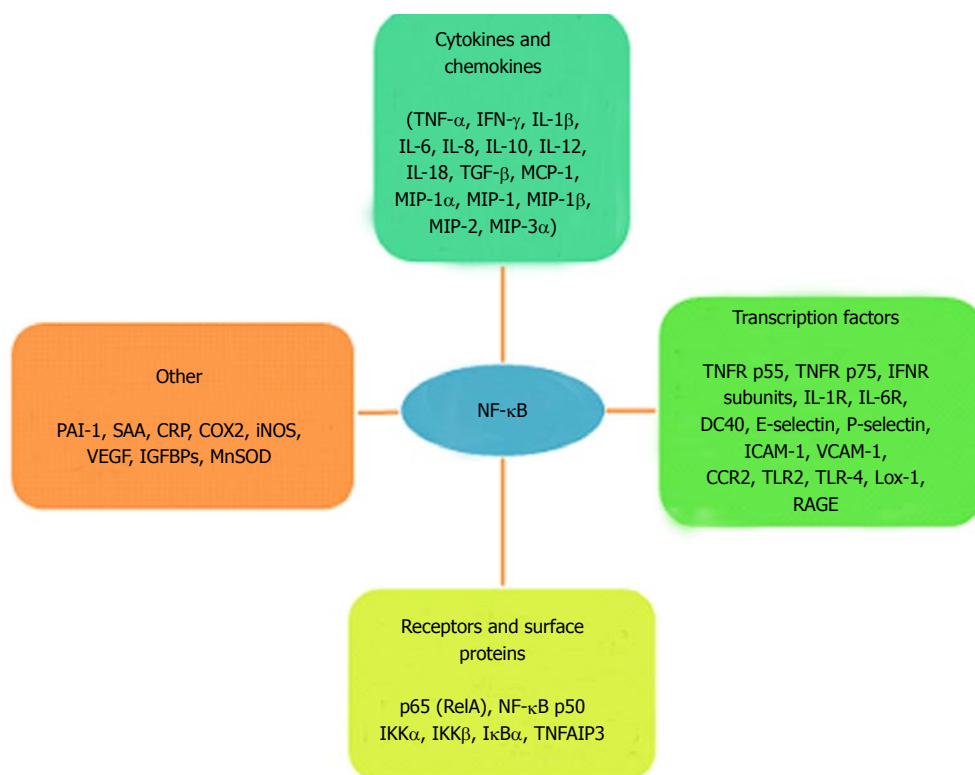 Cytokines and
chemokines
(TNF-α, IFN-γ, IL-1β,
IL-6, IL-8, IL-10, IL-12,
IL-18, TGF-β, MCP-1,
MIP-1α, MIP-1, MIP-1β,
MIP-2, MIP-3α)
Other
PAI-1, SAA, CRP, COX2, iNOS,
VEGF, IGFBPs, MnSOD
NF-κB
Transcription factors
TNFR p55, TNFR p75, IFNR
subunits, IL-1R, IL-6R,
DC40, E-selectin, P-selectin,
ICAM-1, VCAM-1,
CCR2, TLR2, TLR-4, Lox-1,
RAGE
Receptors and surface
proteins
p65 (RelA), NF-κB p50
IKKα, IKKβ, IκBα, TNFAIP3